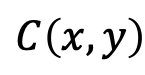 C(x, y)